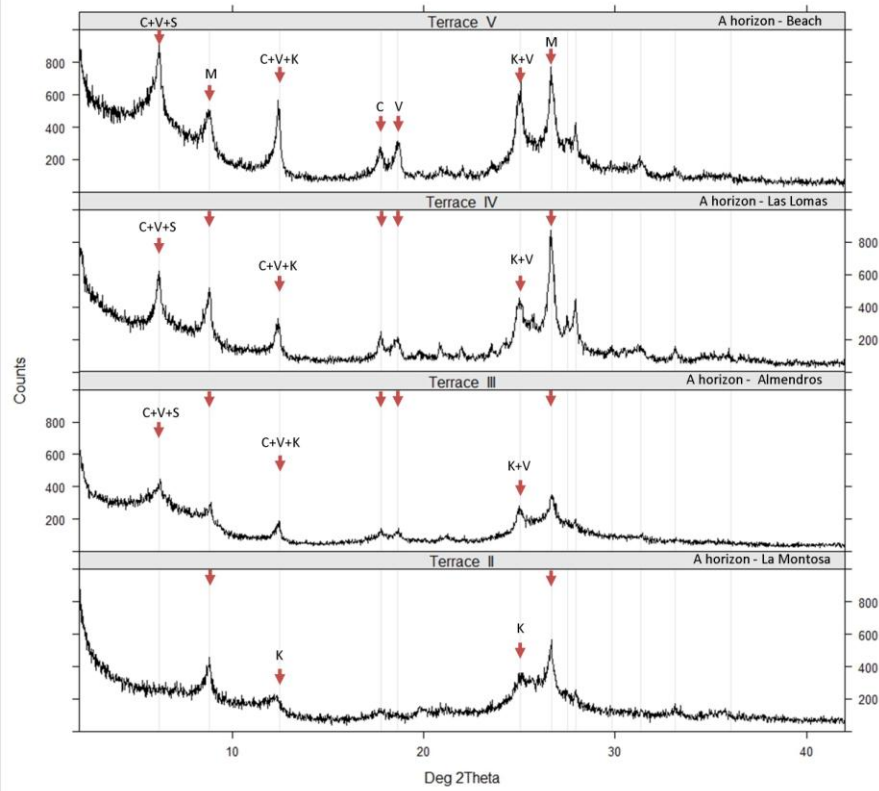 C+V+S
Terrace V
A horizon - Beach
M
C+V+K
C
V
K+V
M
800
600
400
200
Terrace IV
A horizon - Las Lomas
C+V+S
C+V+K
K+V
800
600
400
200
Terrace III
A horizon - Almendros
C+V+S
C+V+K
K+V
800
600
400
200
Terrace II
A horizon - La Montosa
K
K
800
600
400
200
Counts
10
20
30
40
Deg 2Theta